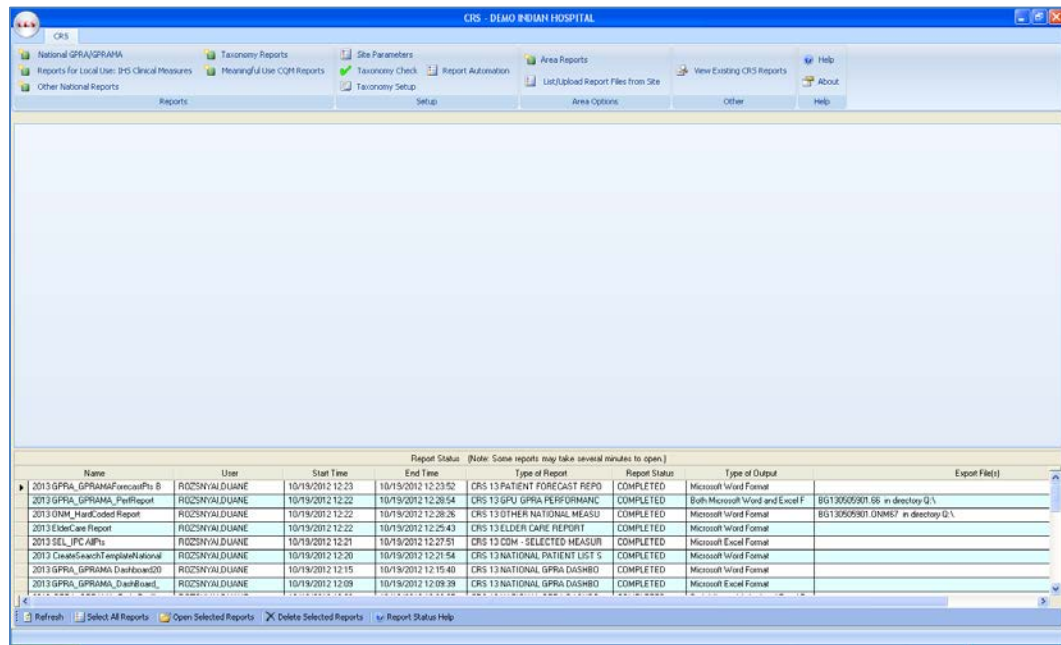 CRS - DEMO INDIAN HOSPITAL
CRS
National GPRA/GPRAMA
Reports for Local Use: IHS Clinical Measures
Other National Reports
Taxonomy Reports
Meaningful Use CQM Reports
Reports
Site Parameters
Taxonomy Check
Report Automation
Taxonomy Setup
Setup
Area Reports
List/Upload Report Files from Site
Area Options
View Existing CRS Reports
Other
Help
About
Help
Report Status (Note: Some reports may take several minutes to open.)
Name User Start Time End Time Type of Report Report Status Type of Output Export File(s)
2013 GPRA_GPRAMAForecastPts B ROZSNYAI,DUANE 10/19/2012 12:23 10/19/2012 12:23:52 CRS 13 PATIENT FORECAST REPO COMPLETED Microsoft Word Format
2013 GPRA_GPRAMA_PerfReport ROZSNYAI,DUANE 10/19/2012 12:22 10/19/2012 12:28:54 CRS 13 GPU GPRA PERFORMANC COMPLETED Both Microsoft Word and Excel F BG130505901.66 in directory Q:\
2013 ONM_HardCoded Report ROZSNYAI,DUANE 10/19/2012 12:22 10/19/2012 12:28:26 CRS 13 OTHER NATIONAL MEASU COMPLETED Microsoft Word Format BG130505901.ONM67 in directory Q:\
2013 ElderCare Report ROZSNYAI,DUANE 10/19/2012 12:22 10/19/2012 12:25:43 CRS 13 ELDER CARE REPORT COMPLETED Microsoft Word Format
2013 SEL_IPC AllPts ROZSNYAI,DUANE 10/19/2012 12:21 10/19/2012 12:27:51 CRS 13 COM - SELECTED MEASUR COMPLETED Microsoft Excel Format
2013 CreateSearchTemplateNational ROZSNYAI,DUANE 10/19/2012 12:20 10/19/2012 12:21:54 CRS 13 NATIONAL PATIENT LIST S COMPLETED Microsoft Word Format
2013 GPRA_GPRAMA Dashboard20 ROZSNYAI,DUANE 10/19/2012 12:15 10/19/2012 12:15:40 CRS 13 NATIONAL GPRA DASHBO COMPLETED Microsoft Word Format
2013 GPRA_GPRAMA_DashBoard_ ROZSNYAI,DUANE 10/19/2012 12:09 10/19/2012 12:09:39 CRS 13 NATIONAL GPRA DASHBO COMPLETED Microsoft Excel Format
Refresh Select All Reports Open Selected Reports Delete Selected Reports Report Status Help